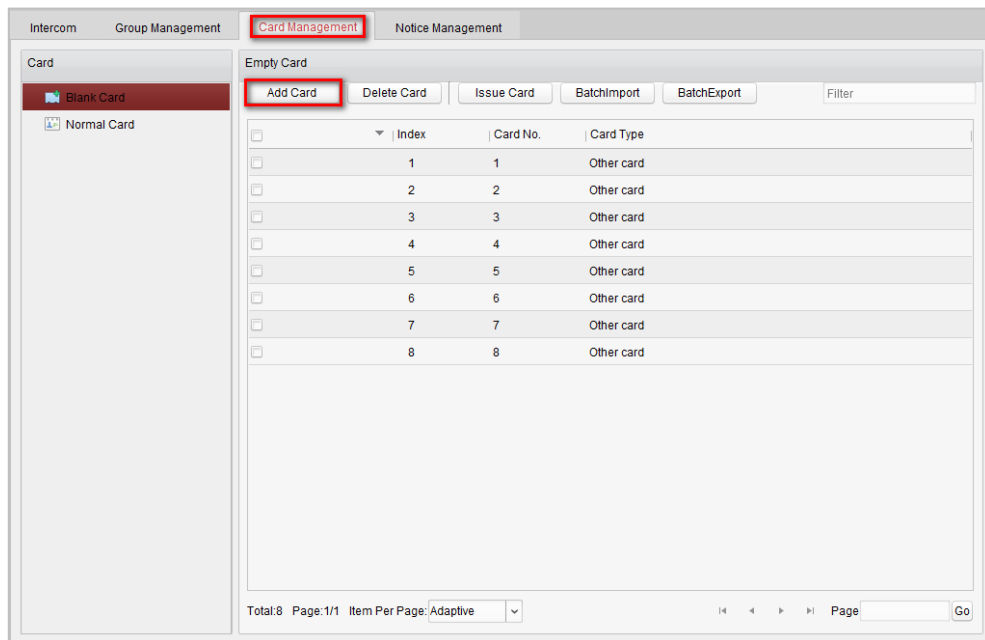 Intercom Group Management Card Management Notice Management
Card
Blank Card
Normal Card
Empty Card
Add Card Delete Card Issue Card BatchImport BatchExport Filter
Index Card No. Card Type
1 1 Other card
2 2 Other card
3 3 Other card
4 4 Other card
5 5 Other card
6 6 Other card
7 7 Other card
8 8 Other card
Total:8 Page:1/1 Item Per Page: Adaptive Page Go